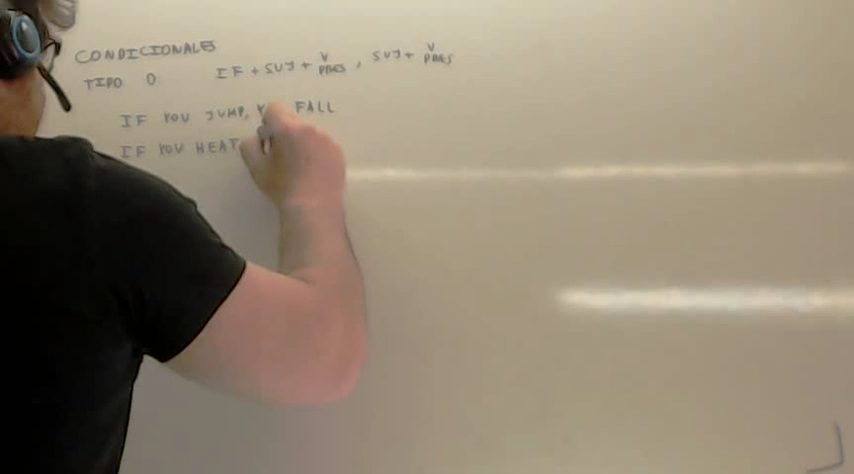 CONDICIONALES
TIPO 0 IF + SUJ + V PRES, SUJ + V PRES
IF YOU JUMP, FALL
IF YOU HEAT